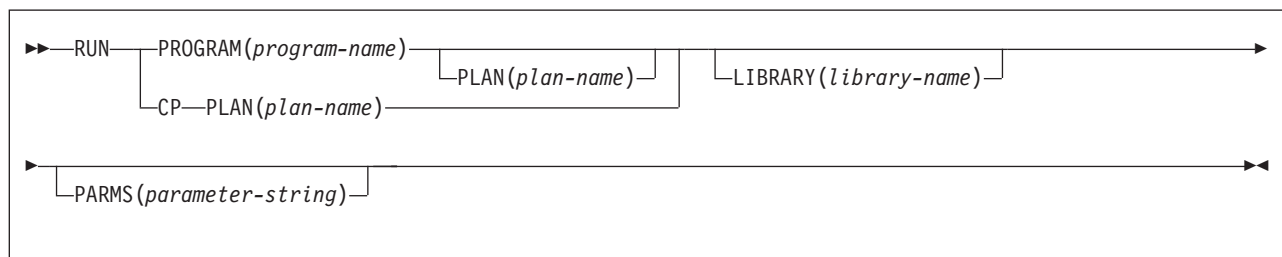 RUN PROGRAM(program-name) PLAN(plan-name) LIBRARY(library-name)
CP PLAN(plan-name)
PARMS(parameter-string)